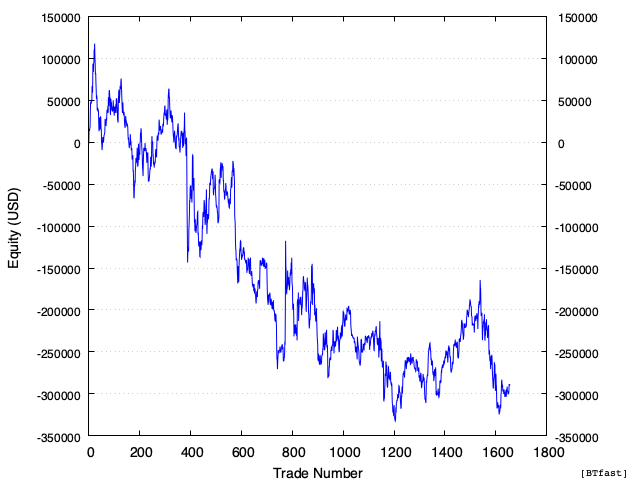 150000 150000
100000 100000
50000 50000
0 0
-50000 -50000
-100000 -100000
-150000 -150000
-200000 -200000
-250000 -250000
-300000 -300000
-350000 -350000
Equity (USD)
0 200 400 600 800 1000 1200 1400 1600 1800
Trade Number
[BTfast]